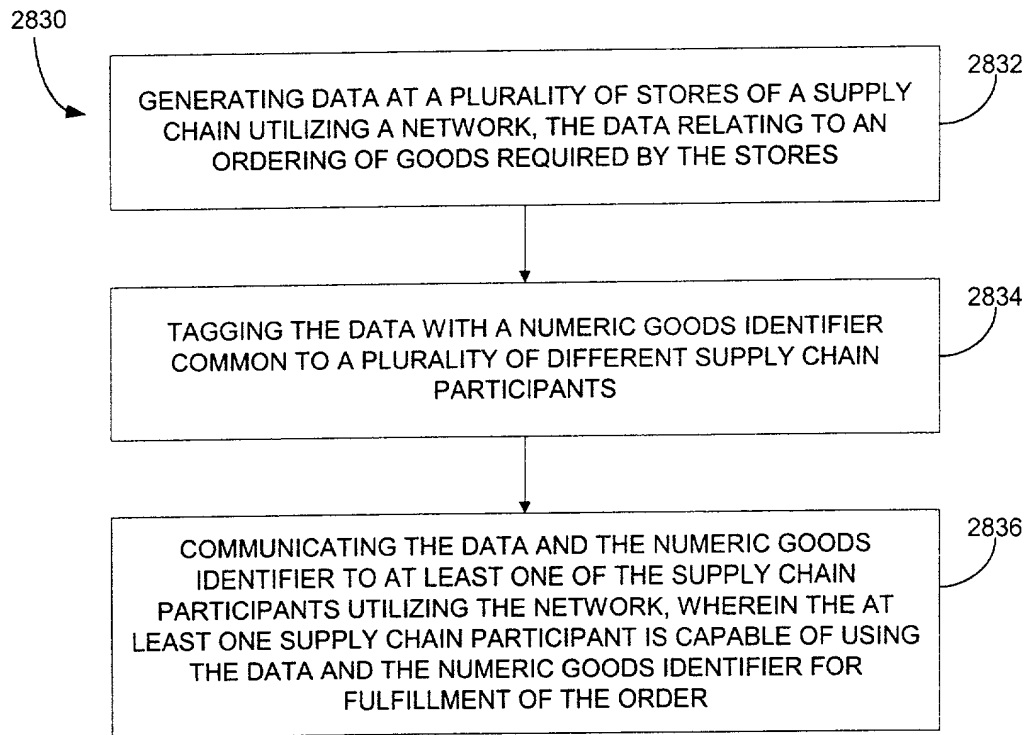 2830
2832
GENERATING DATA AT A PLURALITY OF STORES OF A SUPPLY
CHAIN UTILIZING A NETWORK, THE DATA RELATING TO AN
ORDERING OF GOODS REQUIRED BY THE STORES
2834
TAGGING THE DATA WITH A NUMERIC GOODS IDENTIFIER
COMMON TO A PLURALITY OF DIFFERENT SUPPLY CHAIN
PARTICIPANTS
2836
COMMUNICATING THE DATA AND THE NUMERIC GOODS
IDENTIFIER TO AT LEAST ONE OF THE SUPPLY CHAIN
PARTICIPANTS UTILIZING THE NETWORK, WHEREIN THE AT
LEAST ONE SUPPLY CHAIN PARTICIPANT IS CAPABLE OF USING
THE DATA AND THE NUMERIC GOODS IDENTIFIER FOR
FULFILLMENT OF THE ORDER